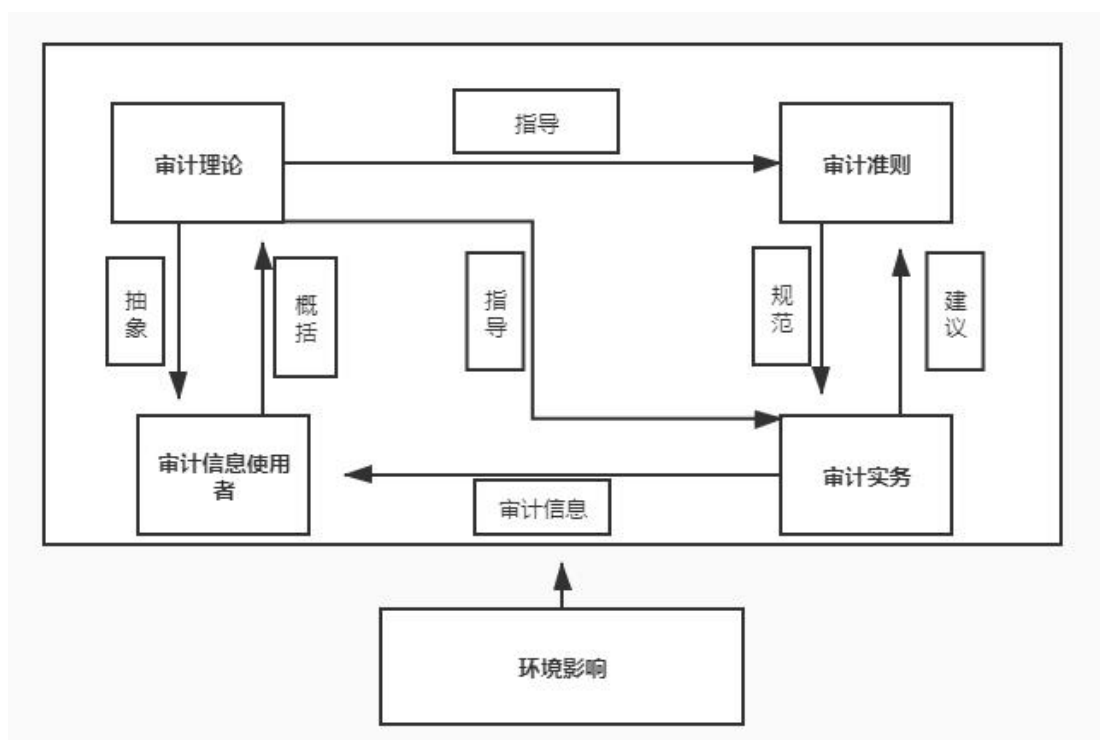 指导
审计理论
审计准则
抽
象
概
括
指
导
规
范
建
议
审计信息使用
者
审计实务
审计信息
环境影响